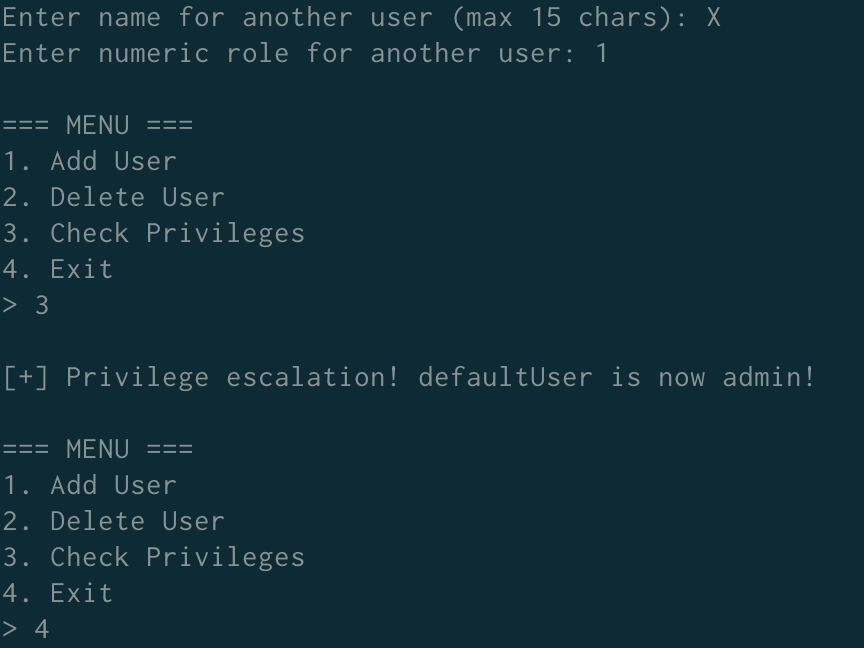 Enter name for another user (max 15 chars): X
Enter numeric role for another user: 1
=== MENU ===
1. Add User
2. Delete User
3. Check Privileges
4. Exit
> 3
[+] Privilege escalation! defaultUser is now admin!
=== MENU ===
1. Add User
2. Delete User
3. Check Privileges
4. Exit
> 4